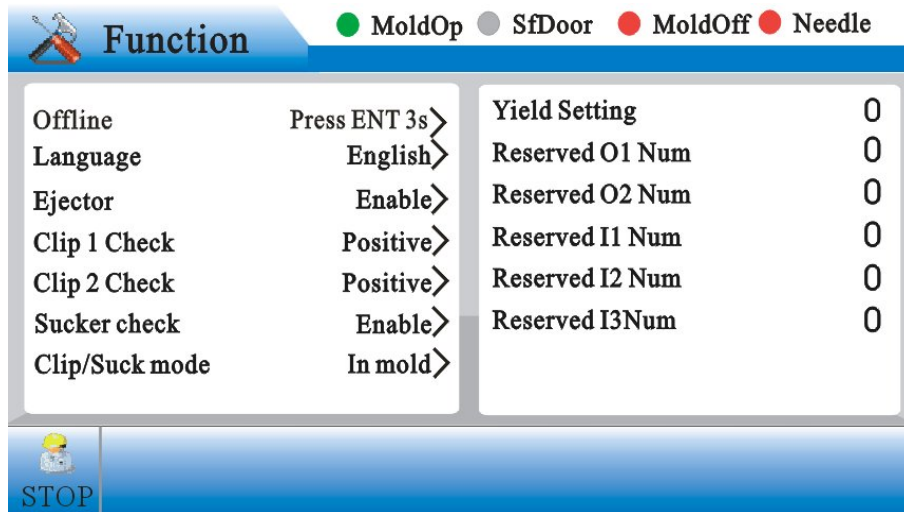 Function
MoldOp SfDoor MoldOff Needle
Offline Press ENT 3s
Language English
Ejector Enable
Clip 1 Check Positive
Clip 2 Check Positive
Sucker check Enable
Clip/Suck mode In mold
Yield Setting 0
Reserved O1 Num 0
Reserved O2 Num 0
Reserved I1 Num 0
Reserved I2 Num 0
Reserved I3Num 0
STOP